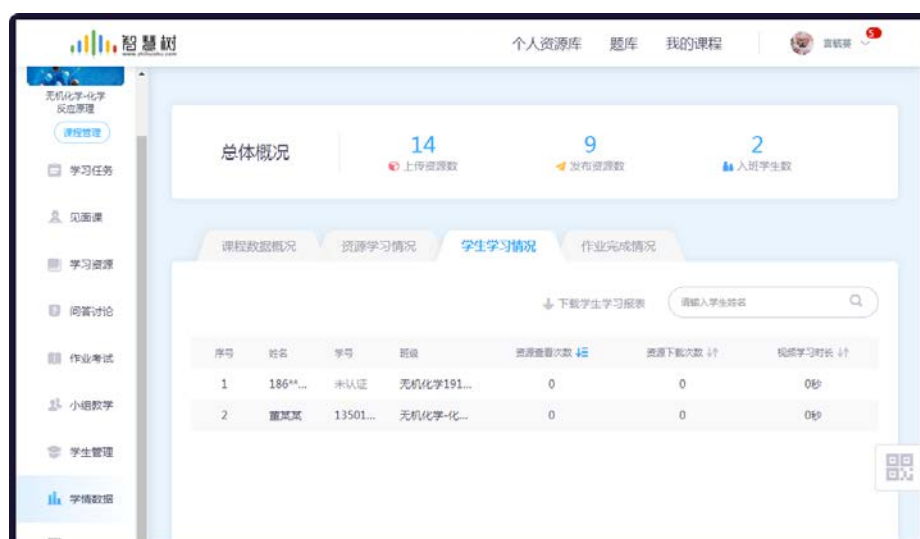 智慧树
www.zhihuishu.com
个人资源库 题库 我的课程
5
无机化学-化学
反应原理
课程管理
学习任务
见面课
学习资源
问答讨论
作业考试
小组教学
学生管理
学情数据
总体概况
14
上传资源数
9
发布资源数
2
入班学生数
课程数据概况 资源学习情况 学生学习情况 作业完成情况
下载学生学习报表 请输入学生姓名
序号 姓名 学号 班级 资源查看次数 资源下载次数 视频学习时长
1 186**... 未认证 无机化学191... 0 0 0秒
2 董某某 13501... 无机化学-化... 0 0 0秒